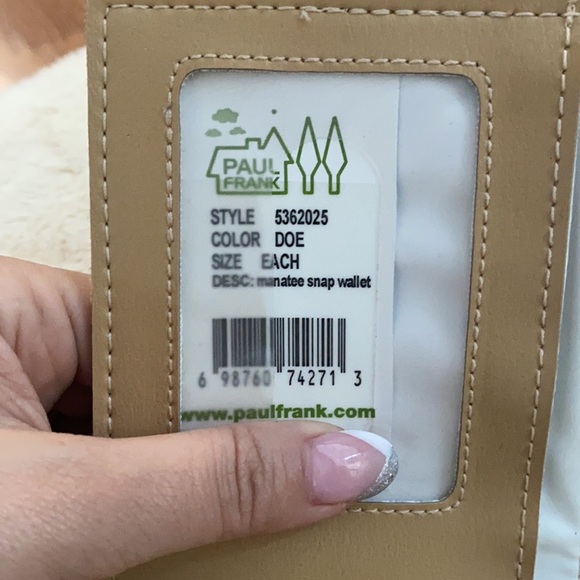 PAUL
FRANK
STYLE 5362025
COLOR DOE
SIZE EACH
DESC: manatee snap wallet
6 98760 74271 3
www.paulfrank.com